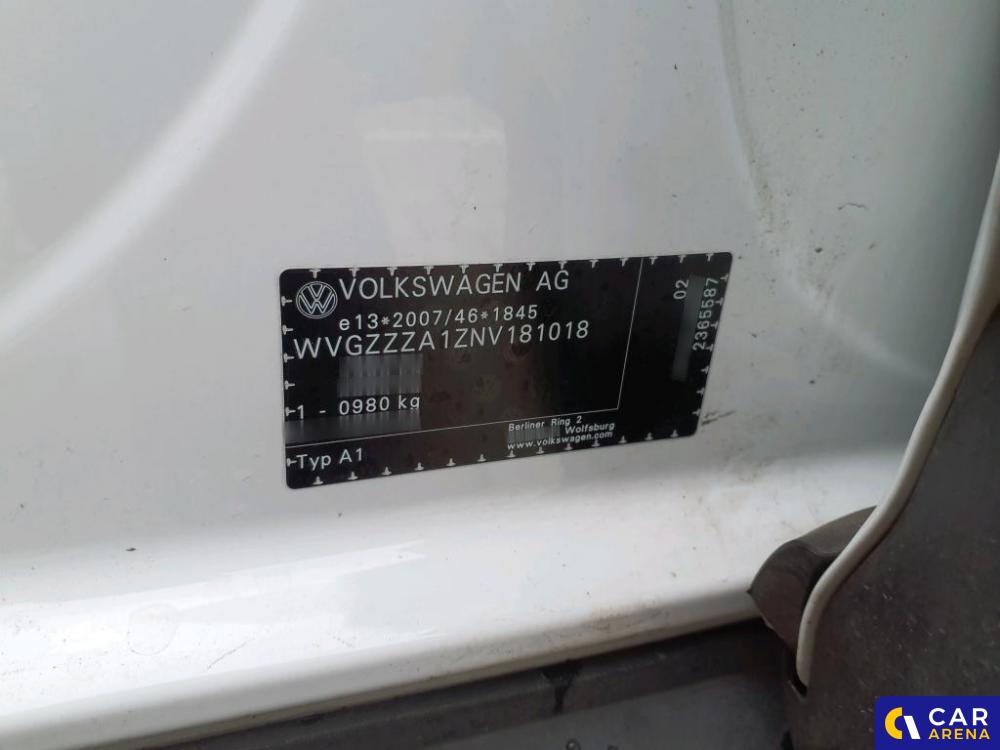 VOLKSWAGEN AG
e13*2007/46*1845
WVGZZZA1ZNV181018
1 - 0980 kg
Typ A1
Berliner Ring 2
Wolfsburg
www.volkswagen.com
02
2365587
CAR
ARENA